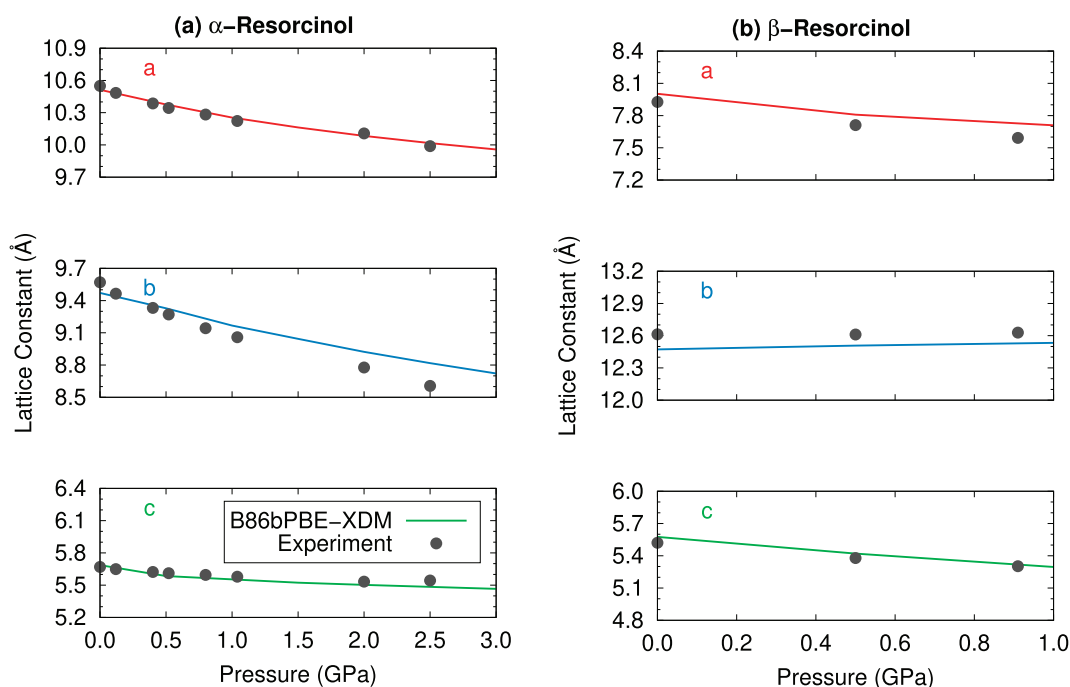 (a) α−Resorcinol
10.9
10.6
10.3
10.0
9.7
a
9.7
9.4
9.1
8.8
8.5
b
6.4
6.1
5.8
5.5
5.2
c
B86bPBE−XDM
Experiment
0.0 0.5 1.0 1.5 2.0 2.5 3.0
Pressure (GPa)
Lattice Constant (Å)
(b) β−Resorcinol
8.4
8.1
7.8
7.5
7.2
a
13.2
12.9
12.6
12.3
12.0
b
6.0
5.7
5.4
5.1
4.8
c
0.0 0.2 0.4 0.6 0.8 1.0
Pressure (GPa)
Lattice Constant (Å)